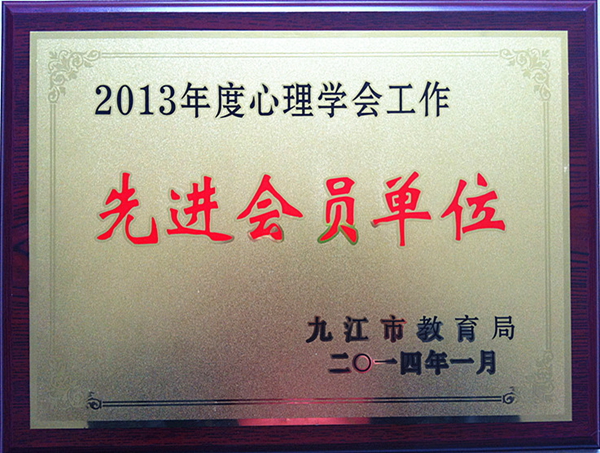 2013年度心理学会工作
先进会员单位
九江市教育局
二〇一四年一月